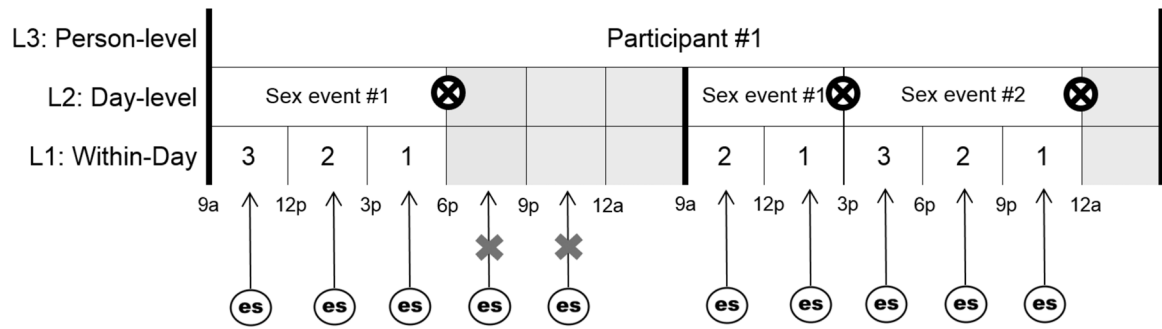 L3: Person-level Participant #1
L2: Day-level Sex event #1 Sex event #1 Sex event #2
L1: Within-Day 3 2 1 2 1 3 2 1
9a 12p 3p 6p 9p 12a 9a 12p 3p 6p 9p 12a
es es es es es es es es es es